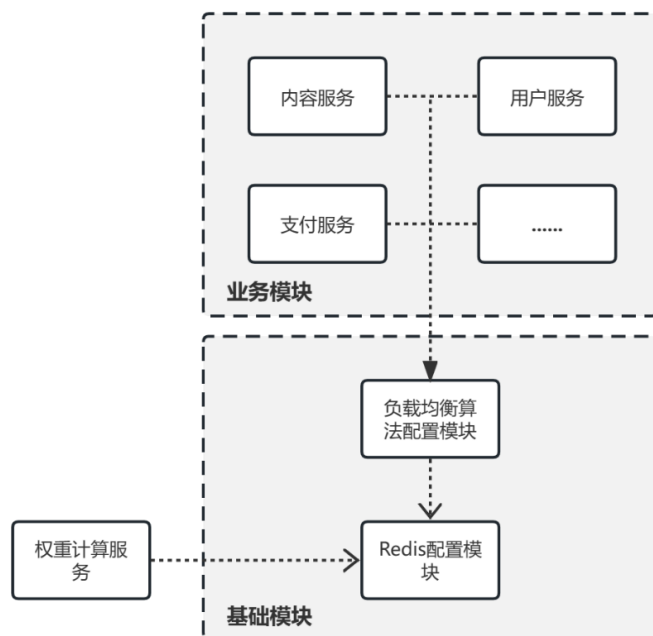 内容服务
用户服务
支付服务
......
业务模块
负载均衡算
法配置模块
权重计算服
务
Redis配置模
块
基础模块